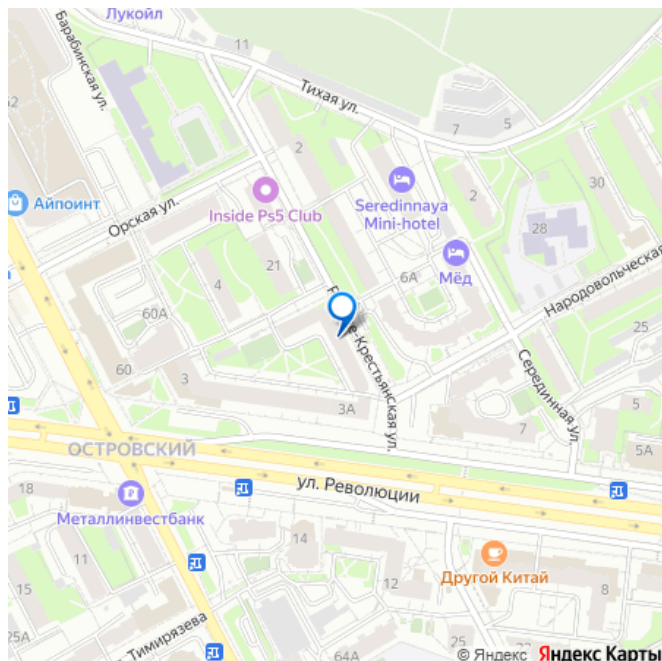 Лукойл
Барабинская ул.
11
Тихая ул.
52
2
7
5
Айпоинт
Орская ул.
Inside Ps5 Club
Seredinnaya
Mini-hotel
2
30
28
21
4
6А
Мёд
Народовольческая
60А
е-Крестьянская ул.
25
60
3
3А
Серединная ул.
5
7
5А
ОСТРОВСКИЙ
ул. Революции
18
Металлинвестбанк
14
11
Другой Китай
15
12
8
Тимирязева
64А
© Яндекс Яндекс Карты